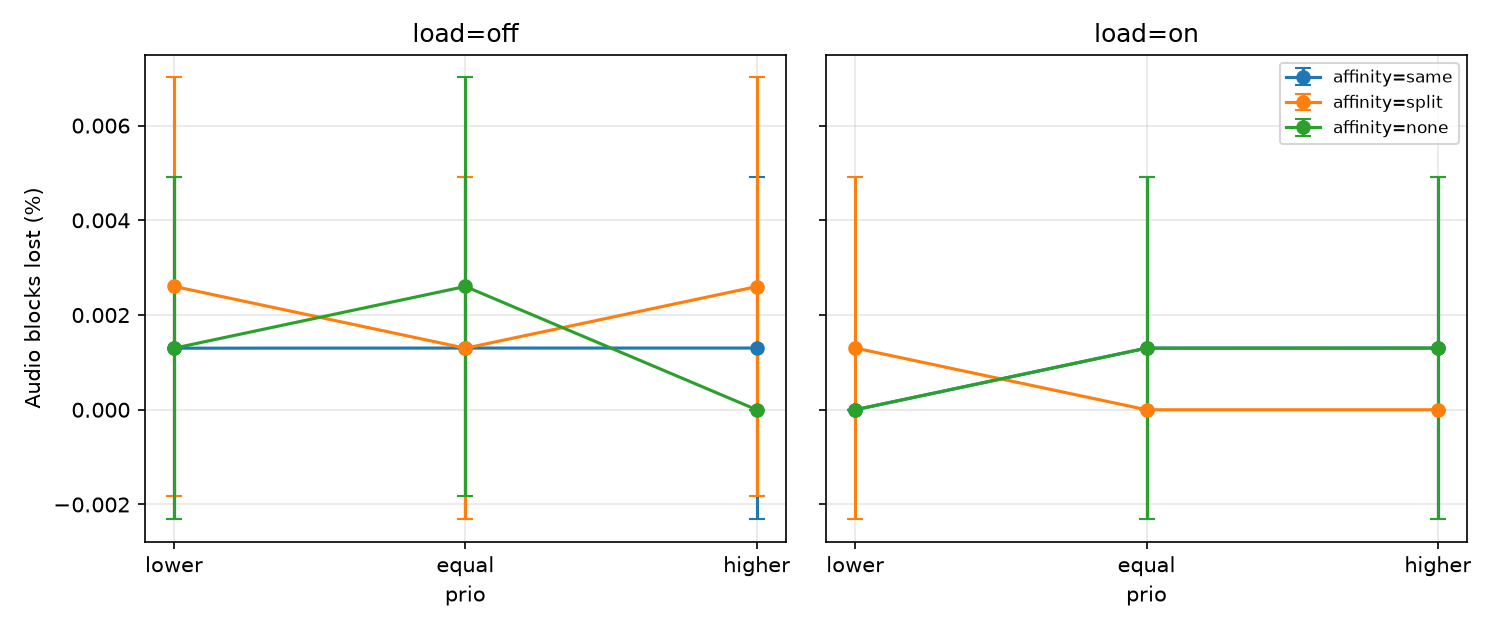 load=off
load=on
Audio blocks lost (%)
0.006
0.004
0.002
0.000
−0.002
affinity=same
affinity=split
affinity=none
lower
equal
higher
lower
equal
higher
prio
prio